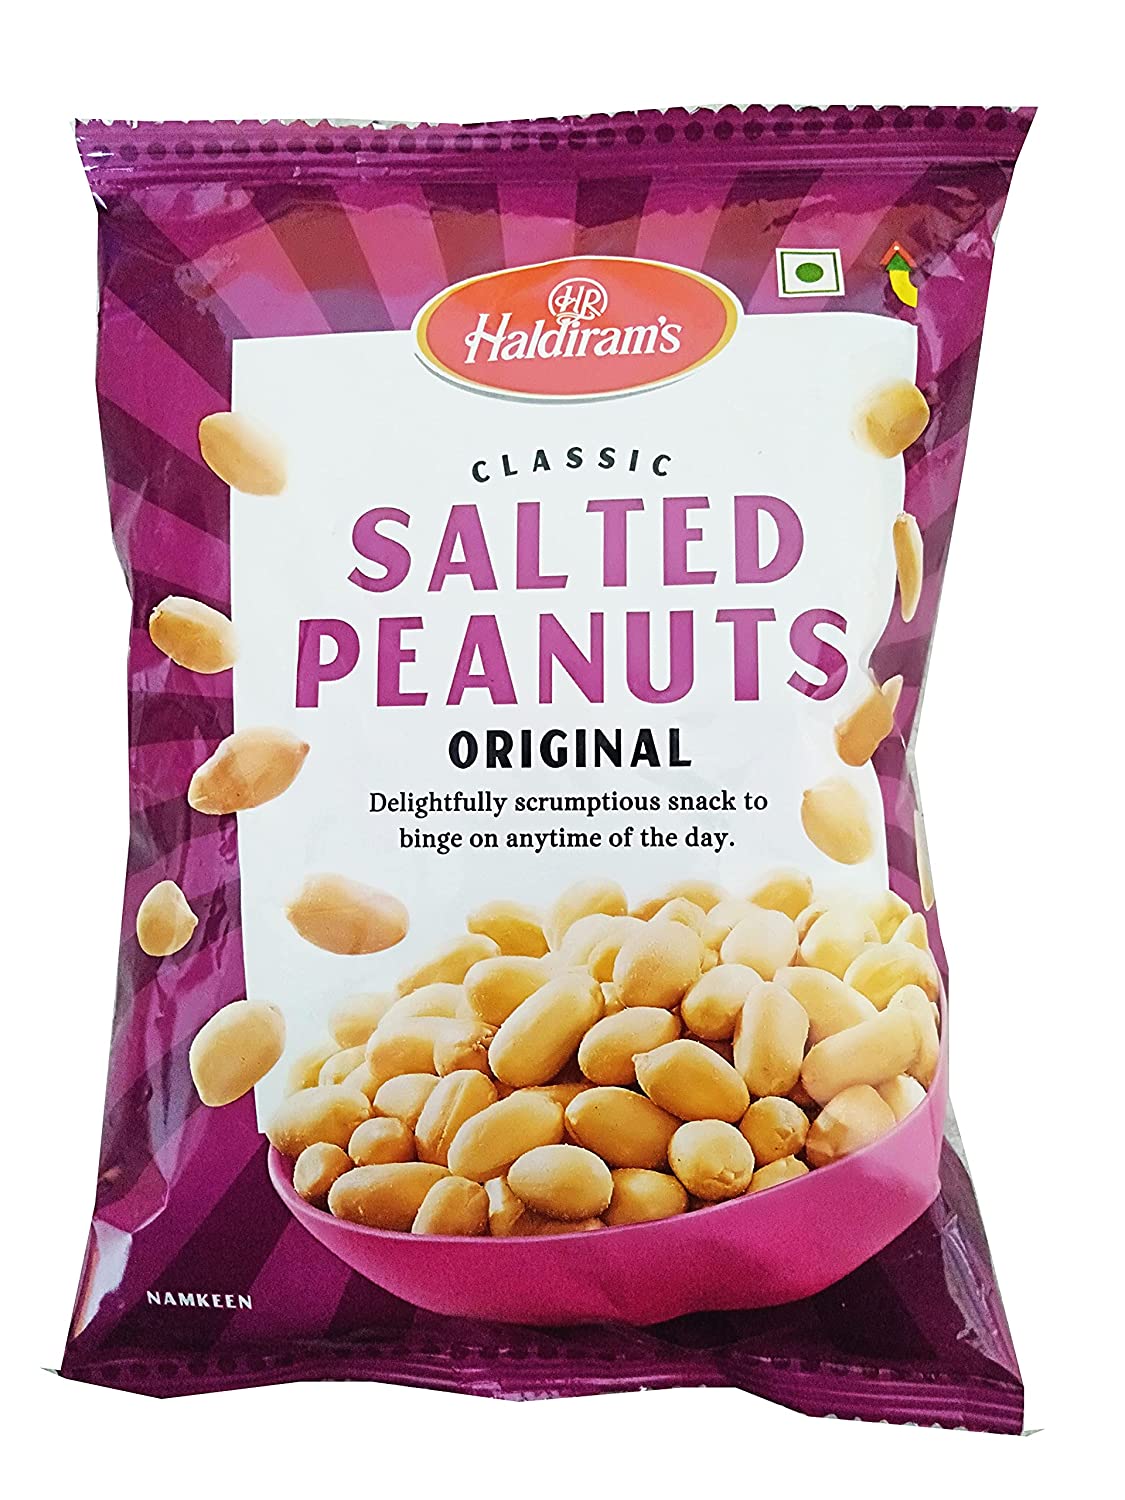 HR
Haldiram's
CLASSIC
SALTED
PEANUTS
ORIGINAL
Delightfully scrumptious snack to
binge on anytime of the day.
NAMKEEN